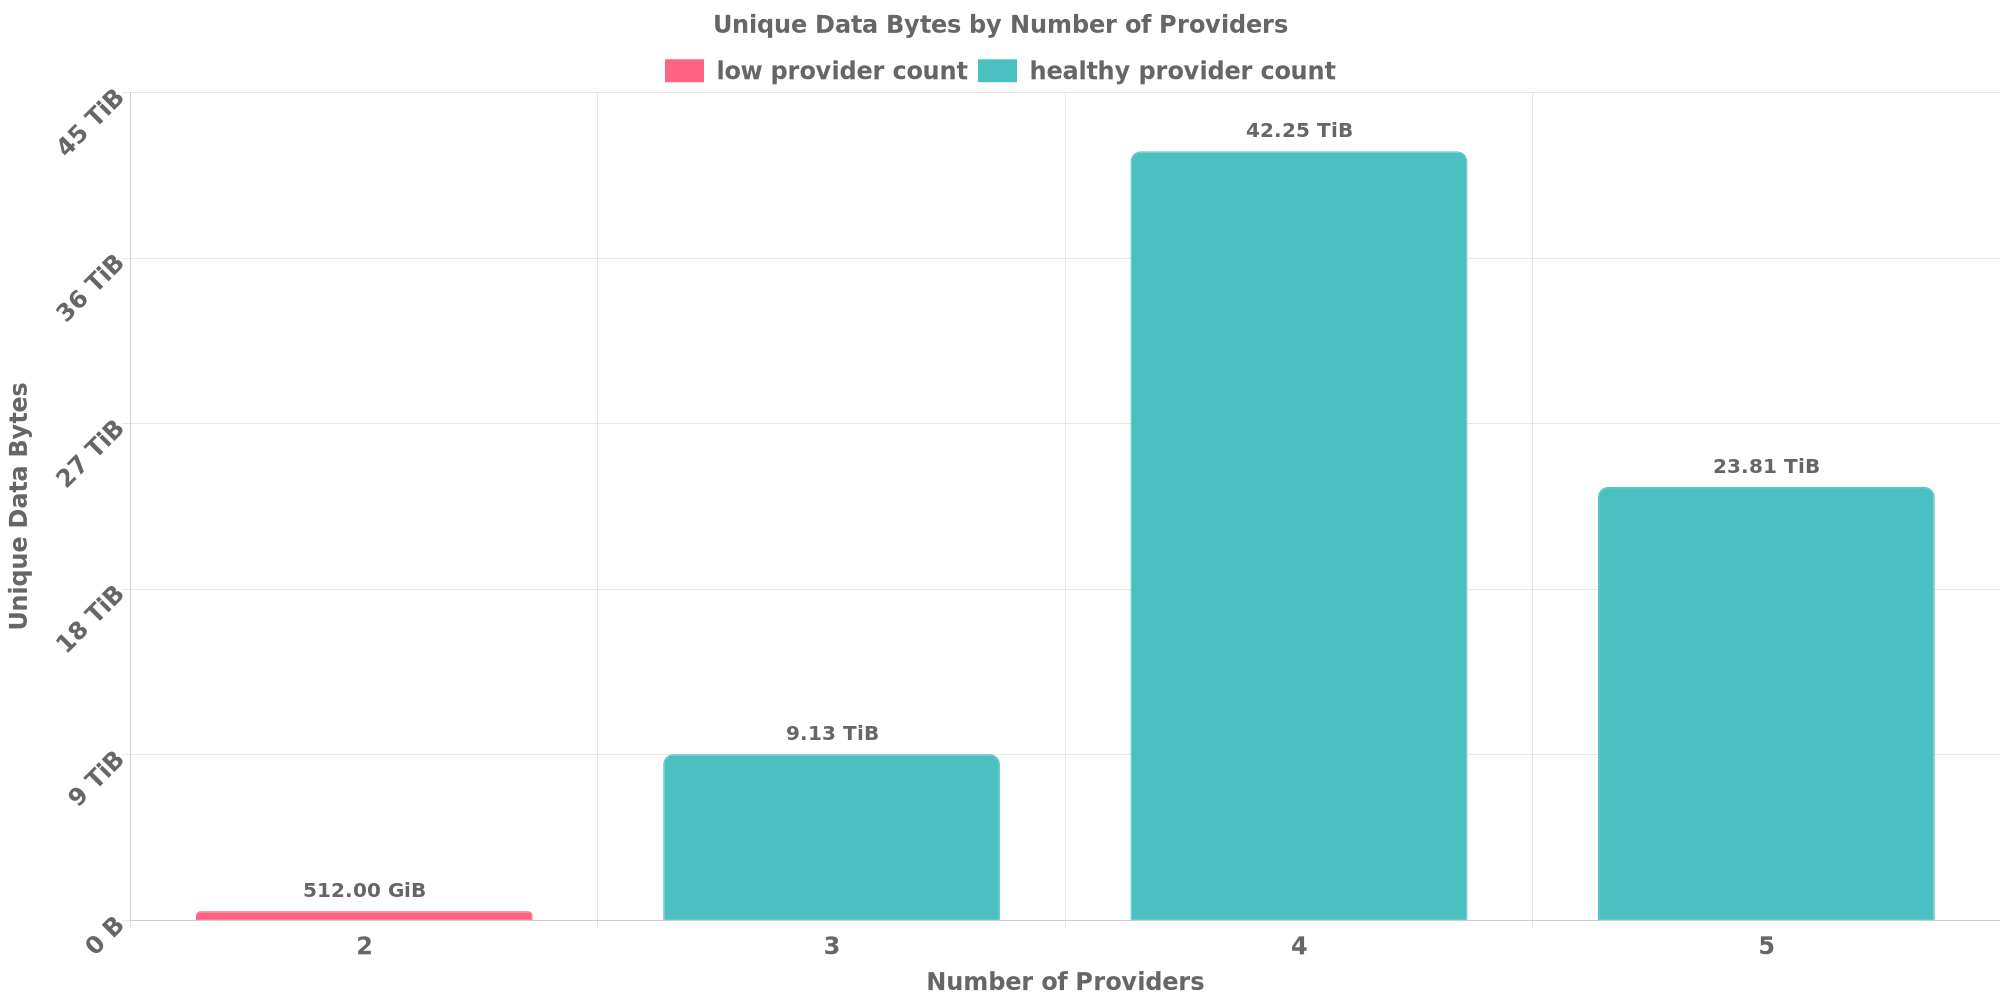 Unique Data Bytes by Number of Providers
low provider count healthy provider count
45 TiB
42.25 TiB
36 TiB
27 TiB
23.81 TiB
18 TiB
9.13 TiB
9 TiB
512.00 GiB
0 B
Unique Data Bytes
2 3 4 5
Number of Providers